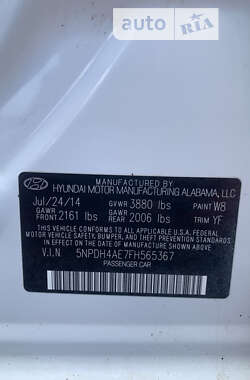 auto
RIA
MANUFACTURED BY
HYUNDAI MOTOR MANUFACTURING ALABAMA, LLC
Jul/24/14 GVWR 3880 lbs PAINT W8
GAWR FRONT 2161 lbs GAWR REAR 2006 lbs TRIM YF
THIS VEHICLE CONFORMS TO ALL APPLICABLE FEDERAL
MOTOR VEHICLE SAFETY, BUMPER, AND THEFT PREVENTION
STANDARDS IN EFFECT ON THE DATE OF MANUFACTURE SHOWN ABOVE.
V.I.N 5NPDH4AE7FH565367
PASSENGER CAR